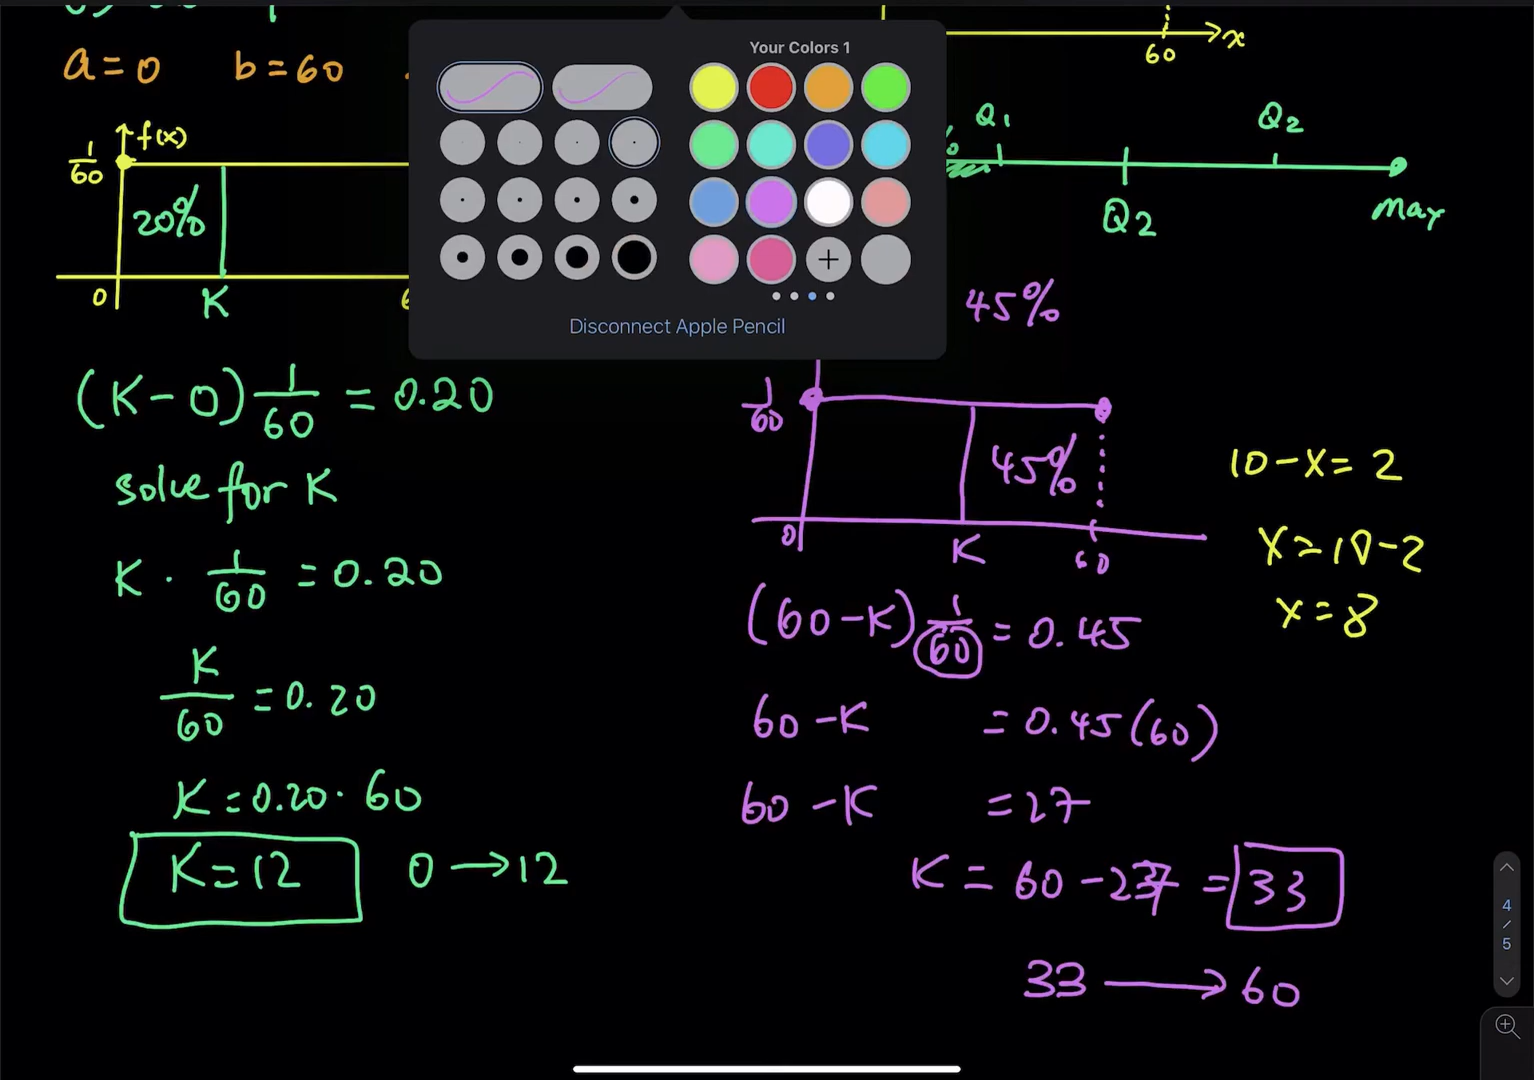 a = 0 b = 60
f(x)
1/60
20%
0 K
(K - 0) 1/60 = 0.20
solve for K
K · 1/60 = 0.20
K/60 = 0.20
K = 0.20 · 60
K = 12 0 → 12
Your Colors 1
+
Disconnect Apple Pencil
x
60
Q1 Q2
Q2 Max
45%
1/60
45%
0 K 60
(60 - K) 1/60 = 0.45
60 - K = 0.45 (60)
60 - K = 27
K = 60 - 27 = 33
33 → 60
10 - x = 2
x = 10 - 2
x = 8
4
/
5